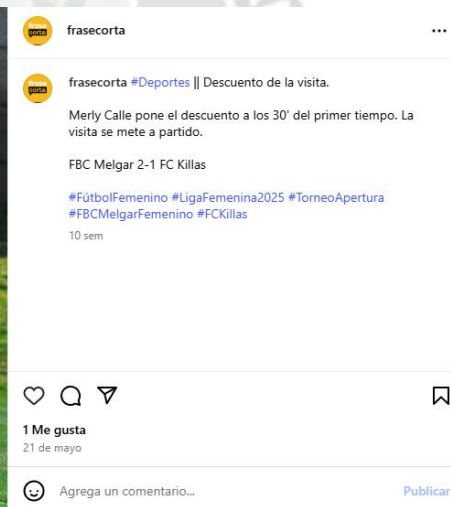 frase corta
frasecorta
frase corta
frasecorta #Deportes || Descuento de la visita.
Merly Calle pone el descuento a los 30' del primer tiempo. La
visita se mete a partido.
FBC Melgar 2-1 FC Killas
#FútbolFemenino #LigaFemenina2025 #TorneoApertura
#FBCMelgarFemenino #FCKillas
10 sem
1 Me gusta
21 de mayo
Agrega un comentario...
Publicar